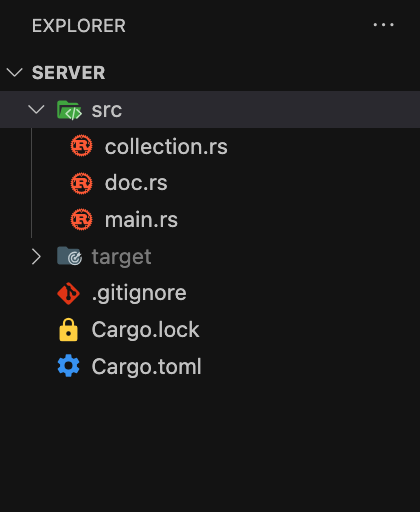 EXPLORER
SERVER
src
collection.rs
doc.rs
main.rs
target
.gitignore
Cargo.lock
Cargo.toml